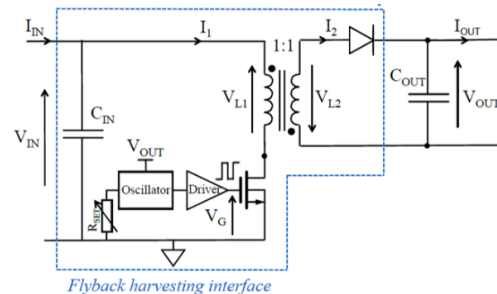 I_IN I_1 1:1 I_2 I_OUT
V_IN C_IN V_L1 V_L2 C_OUT V_OUT
V_OUT
Oscillator Driver
R_SET V_G
Flyback harvesting interface